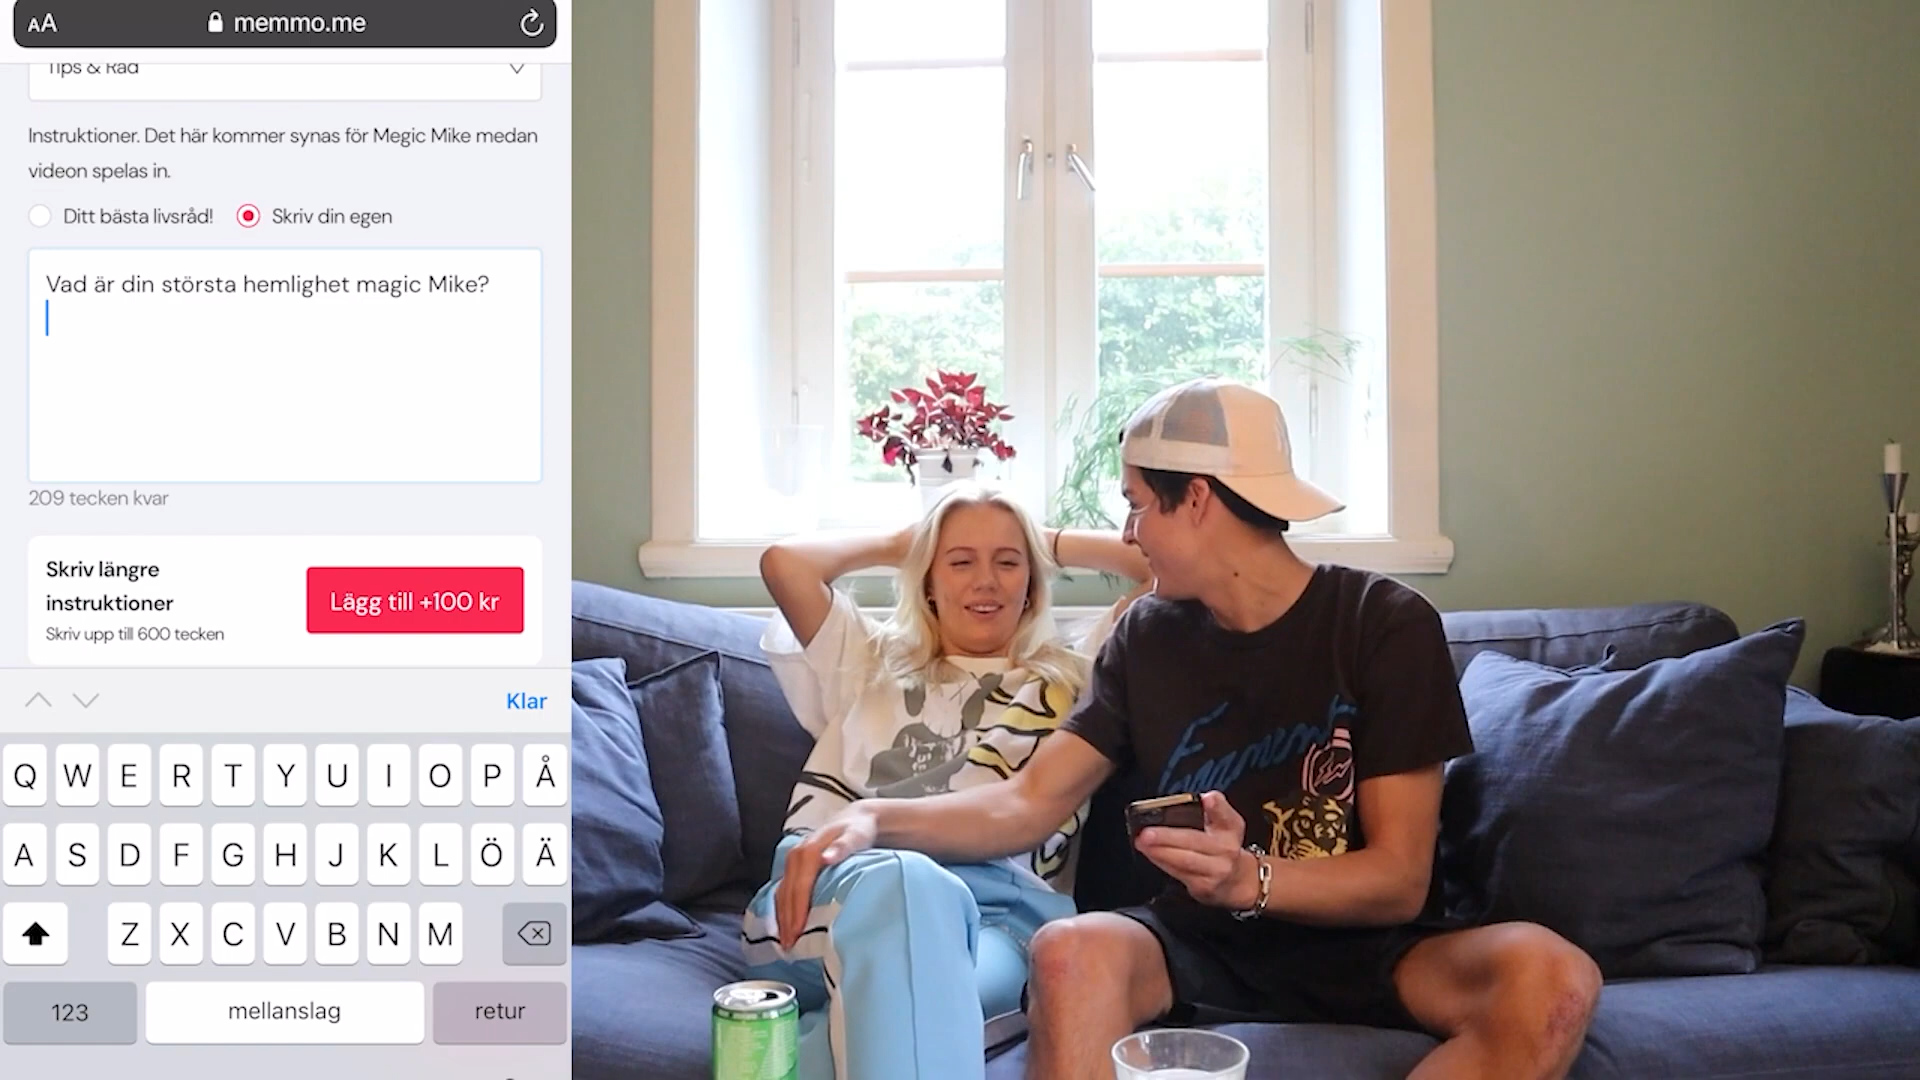 AA memmo.me
Tips & Råd
Instruktioner. Det här kommer synas för Megic Mike medan
videon spelas in.
Ditt bästa livsråd! Skriv din egen
Vad är din största hemlighet magic Mike?
209 tecken kvar
Skriv längre
instruktioner
Skriv upp till 600 tecken
Lägg till +100 kr
Klar
Q W E R T Y U I O P Å
A S D F G H J K L Ö Ä
Z X C V B N M
123 mellanslag retur